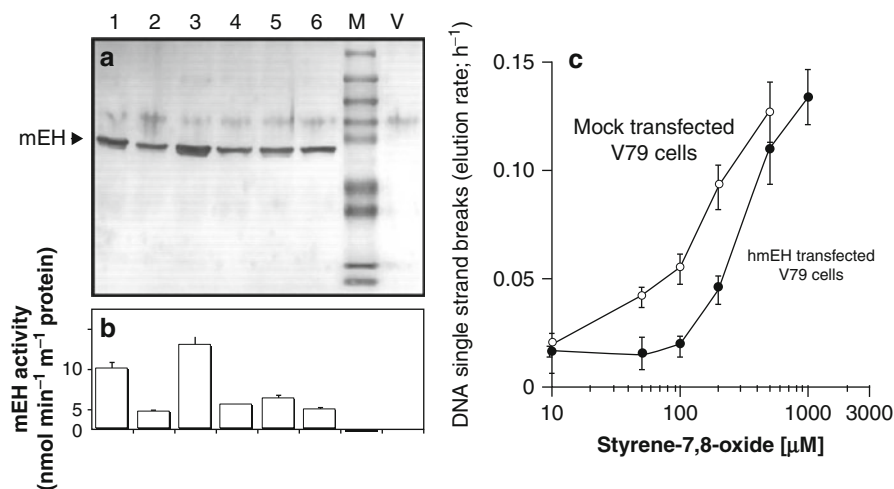 1 2 3 4 5 6 M V
a
mEH
b
10
5
0
mEH activity
(nmol min⁻¹ m⁻¹ protein)
c
0.15
0.10
0.05
0
DNA single strand breaks (elution rate; h⁻¹)
Mock transfected
V79 cells
hmEH transfected
V79 cells
10 100 1000 3000
Styrene-7,8-oxide [µM]